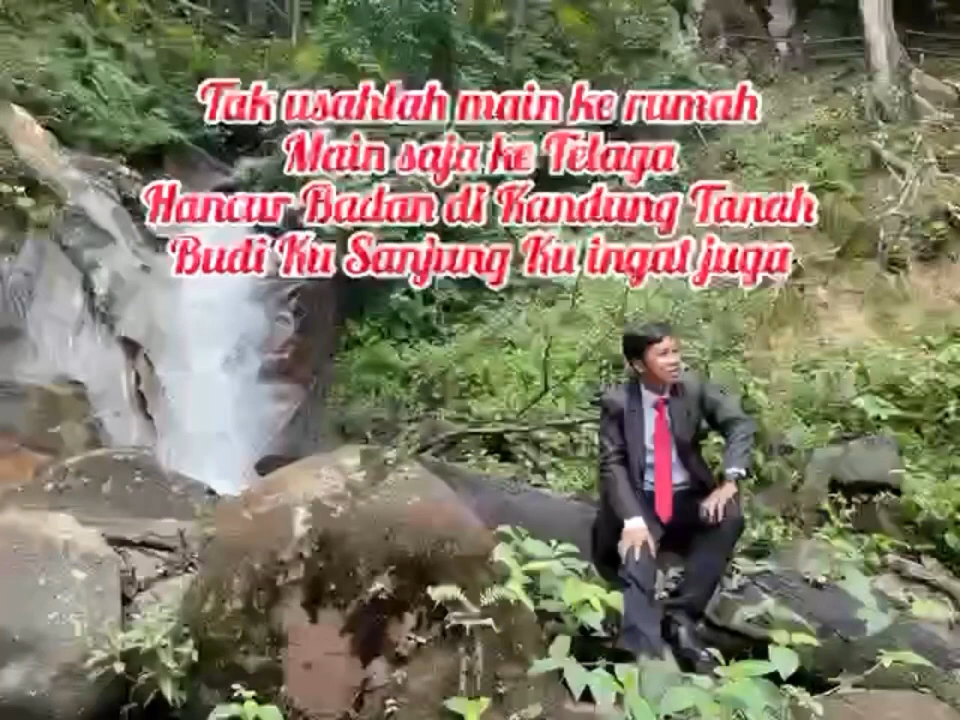 Tak usahlah main ke rumah
Main saja ke Telaga
Hancur Badan di Kandung Tanah
Budi Ku Sanjung Ku ingat juga